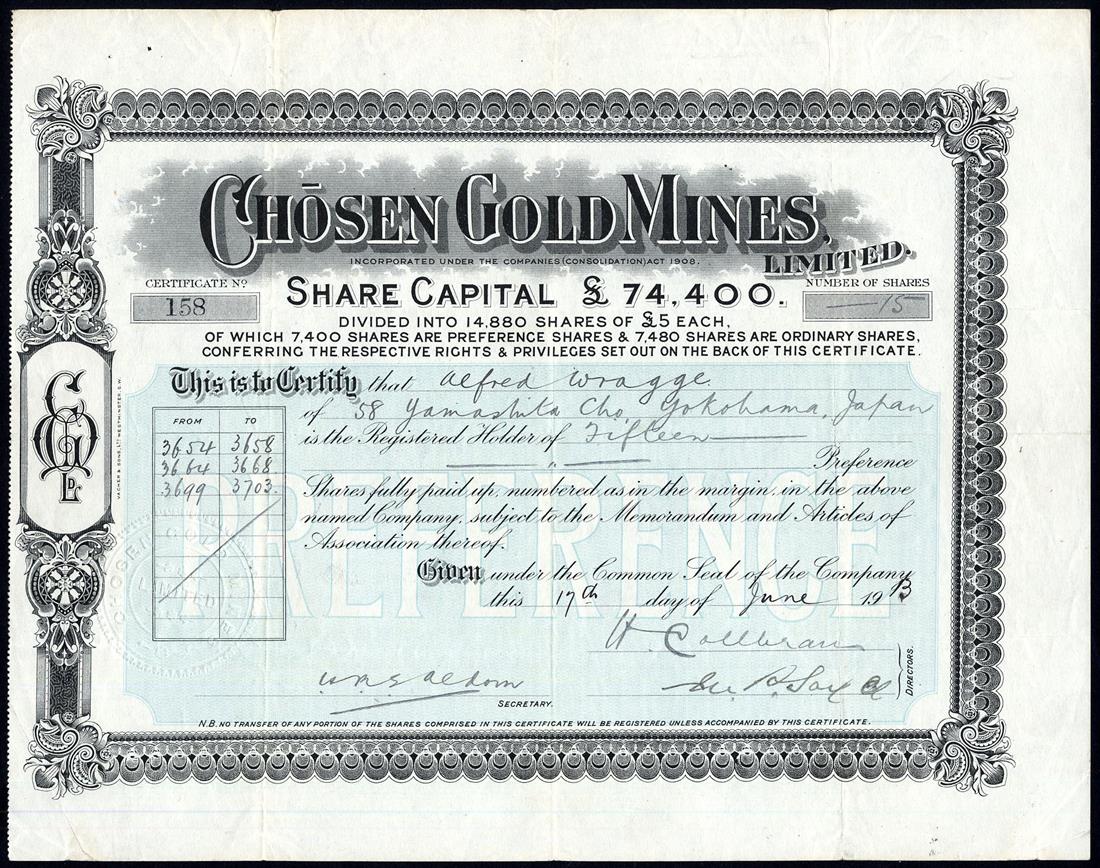 CHŌSEN GOLD MINES,
LIMITED.
INCORPORATED UNDER THE COMPANIES (CONSOLIDATION) ACT 1908.
CERTIFICATE No
158
SHARE CAPITAL £ 74,400.
NUMBER OF SHARES
—15
DIVIDED INTO 14,880 SHARES OF £5 EACH,
OF WHICH 7,400 SHARES ARE PREFERENCE SHARES & 7,480 SHARES ARE ORDINARY SHARES,
CONFERRING THE RESPECTIVE RIGHTS & PRIVILEGES SET OUT ON THE BACK OF THIS CERTIFICATE.
This is to Certify that Alfred Wragge.
of 58 Yamashita Cho, Yokohama, Japan
is the Registered Holder of Fifteen
Preference
Shares fully paid up, numbered as in the margin, in the above
named Company, subject to the Memorandum and Articles of
Association thereof.
Given under the Common Seal of the Company
this 17th day of June 1913
FROM TO
3654 3658
3664 3668
3699 3703
PREFERENCE
H. Collbran
DIRECTORS.
SECRETARY.
N.B. NO TRANSFER OF ANY PORTION OF THE SHARES COMPRISED IN THIS CERTIFICATE WILL BE REGISTERED UNLESS ACCOMPANIED BY THIS CERTIFICATE.
CGM
LD
VACHER & SONS, LTD WESTMINSTER, S.W.